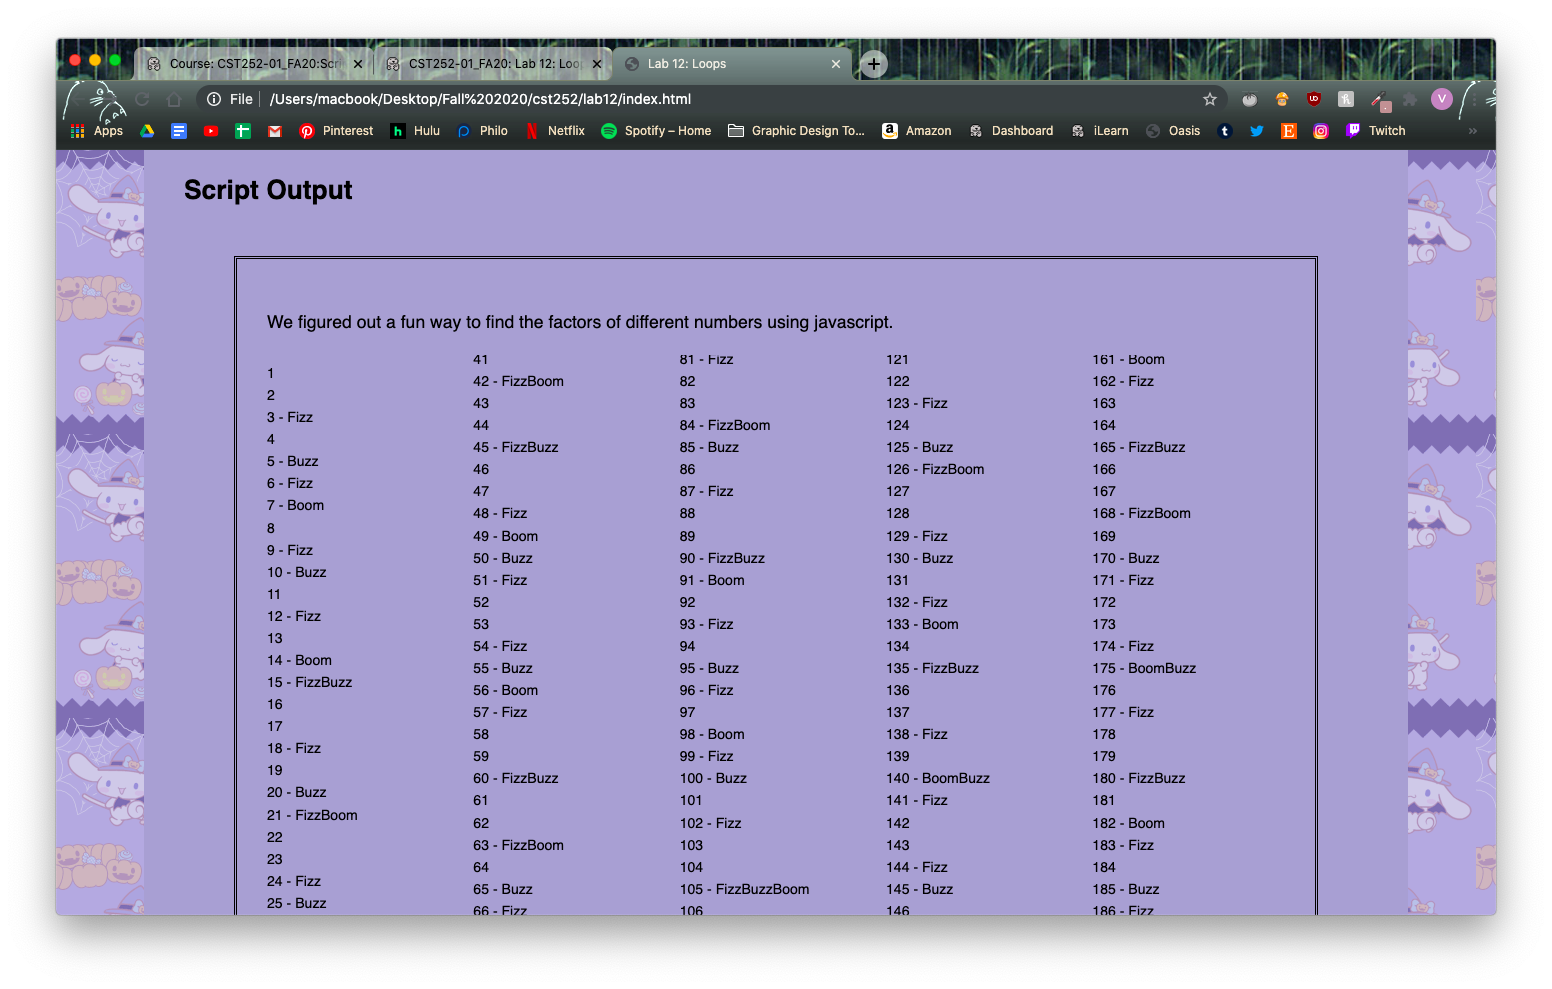 Course: CST252-01_FA20:Scri
CST252-01_FA20: Lab 12: Loo
Lab 12: Loops
File
/Users/macbook/Desktop/Fall%202020/cst252/lab12/index.html
V
Apps
Pinterest
Hulu
Philo
Netflix
Spotify – Home
Graphic Design To...
Amazon
Dashboard
iLearn
Oasis
Twitch
Script Output
We figured out a fun way to find the factors of different numbers using javascript.
1
2
3 - Fizz
4
5 - Buzz
6 - Fizz
7 - Boom
8
9 - Fizz
10 - Buzz
11
12 - Fizz
13
14 - Boom
15 - FizzBuzz
16
17
18 - Fizz
19
20 - Buzz
21 - FizzBoom
22
23
24 - Fizz
25 - Buzz
41
42 - FizzBoom
43
44
45 - FizzBuzz
46
47
48 - Fizz
49 - Boom
50 - Buzz
51 - Fizz
52
53
54 - Fizz
55 - Buzz
56 - Boom
57 - Fizz
58
59
60 - FizzBuzz
61
62
63 - FizzBoom
64
65 - Buzz
66 - Fizz
81 - Fizz
82
83
84 - FizzBoom
85 - Buzz
86
87 - Fizz
88
89
90 - FizzBuzz
91 - Boom
92
93 - Fizz
94
95 - Buzz
96 - Fizz
97
98 - Boom
99 - Fizz
100 - Buzz
101
102 - Fizz
103
104
105 - FizzBuzzBoom
106
121
122
123 - Fizz
124
125 - Buzz
126 - FizzBoom
127
128
129 - Fizz
130 - Buzz
131
132 - Fizz
133 - Boom
134
135 - FizzBuzz
136
137
138 - Fizz
139
140 - BoomBuzz
141 - Fizz
142
143
144 - Fizz
145 - Buzz
146
161 - Boom
162 - Fizz
163
164
165 - FizzBuzz
166
167
168 - FizzBoom
169
170 - Buzz
171 - Fizz
172
173
174 - Fizz
175 - BoomBuzz
176
177 - Fizz
178
179
180 - FizzBuzz
181
182 - Boom
183 - Fizz
184
185 - Buzz
186 - Fizz